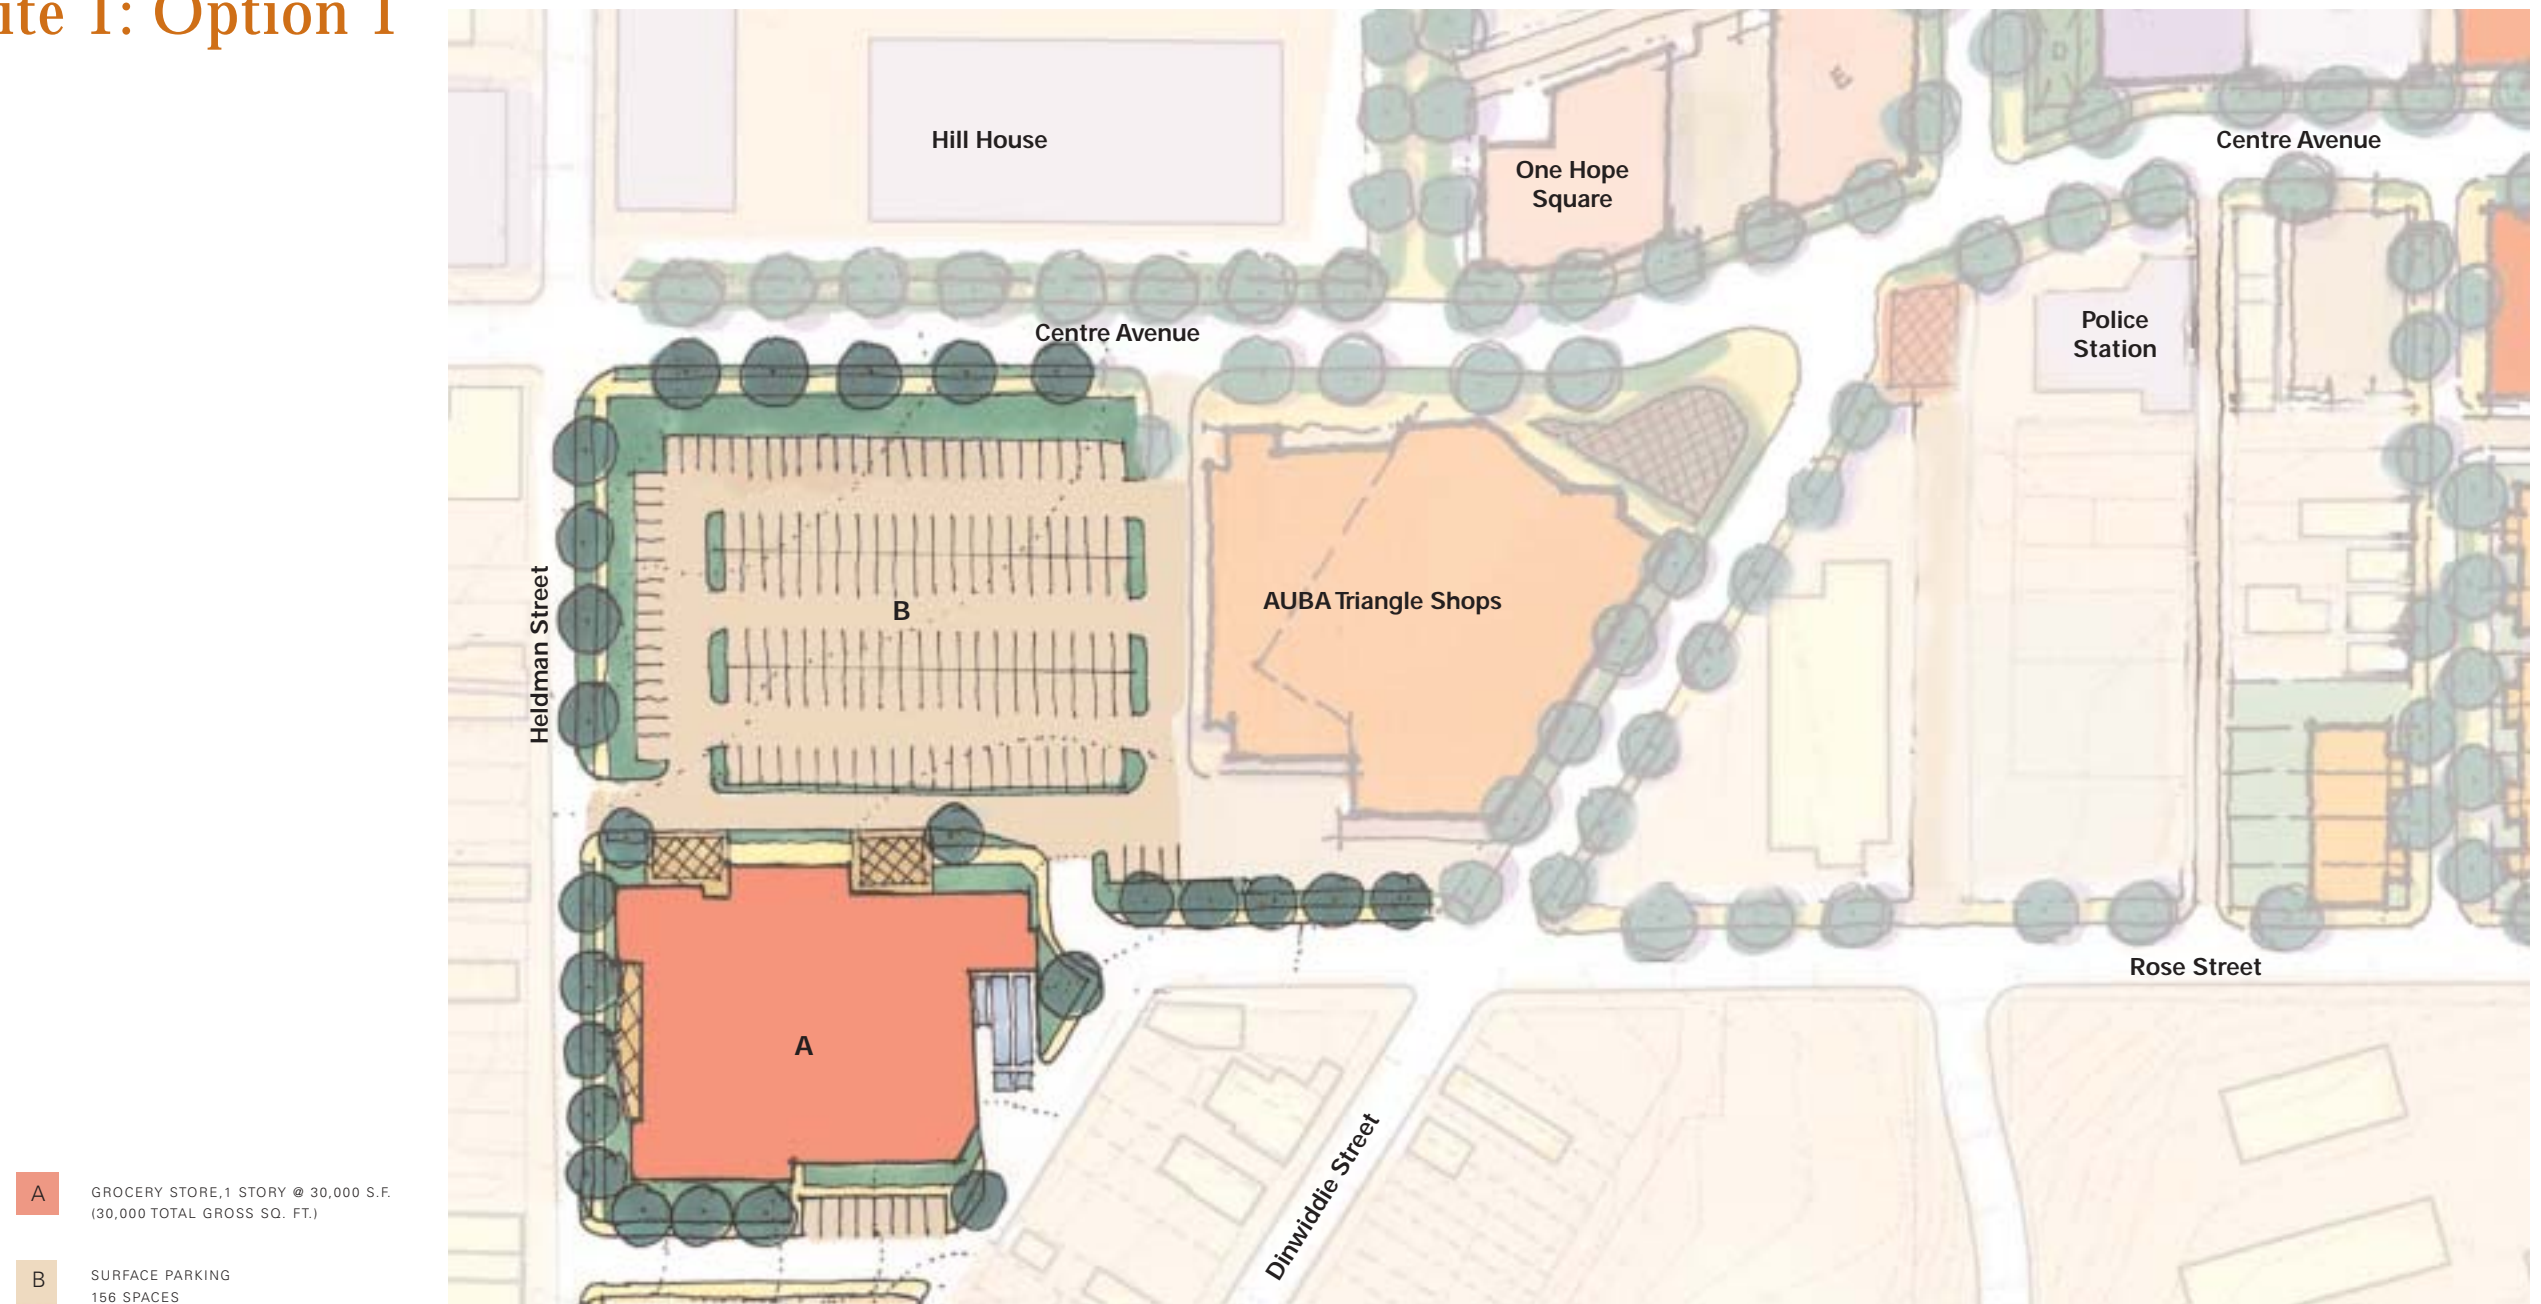 ite 1: Option 1
Hill House
One Hope
Square
E
D
Centre Avenue
Centre Avenue
Police
Station
Heldman Street
B
AUBA Triangle Shops
Rose Street
A
Dinwiddie Street
A
GROCERY STORE,1 STORY @ 30,000 S.F.
(30,000 TOTAL GROSS SQ. FT.)
B
SURFACE PARKING
156 SPACES